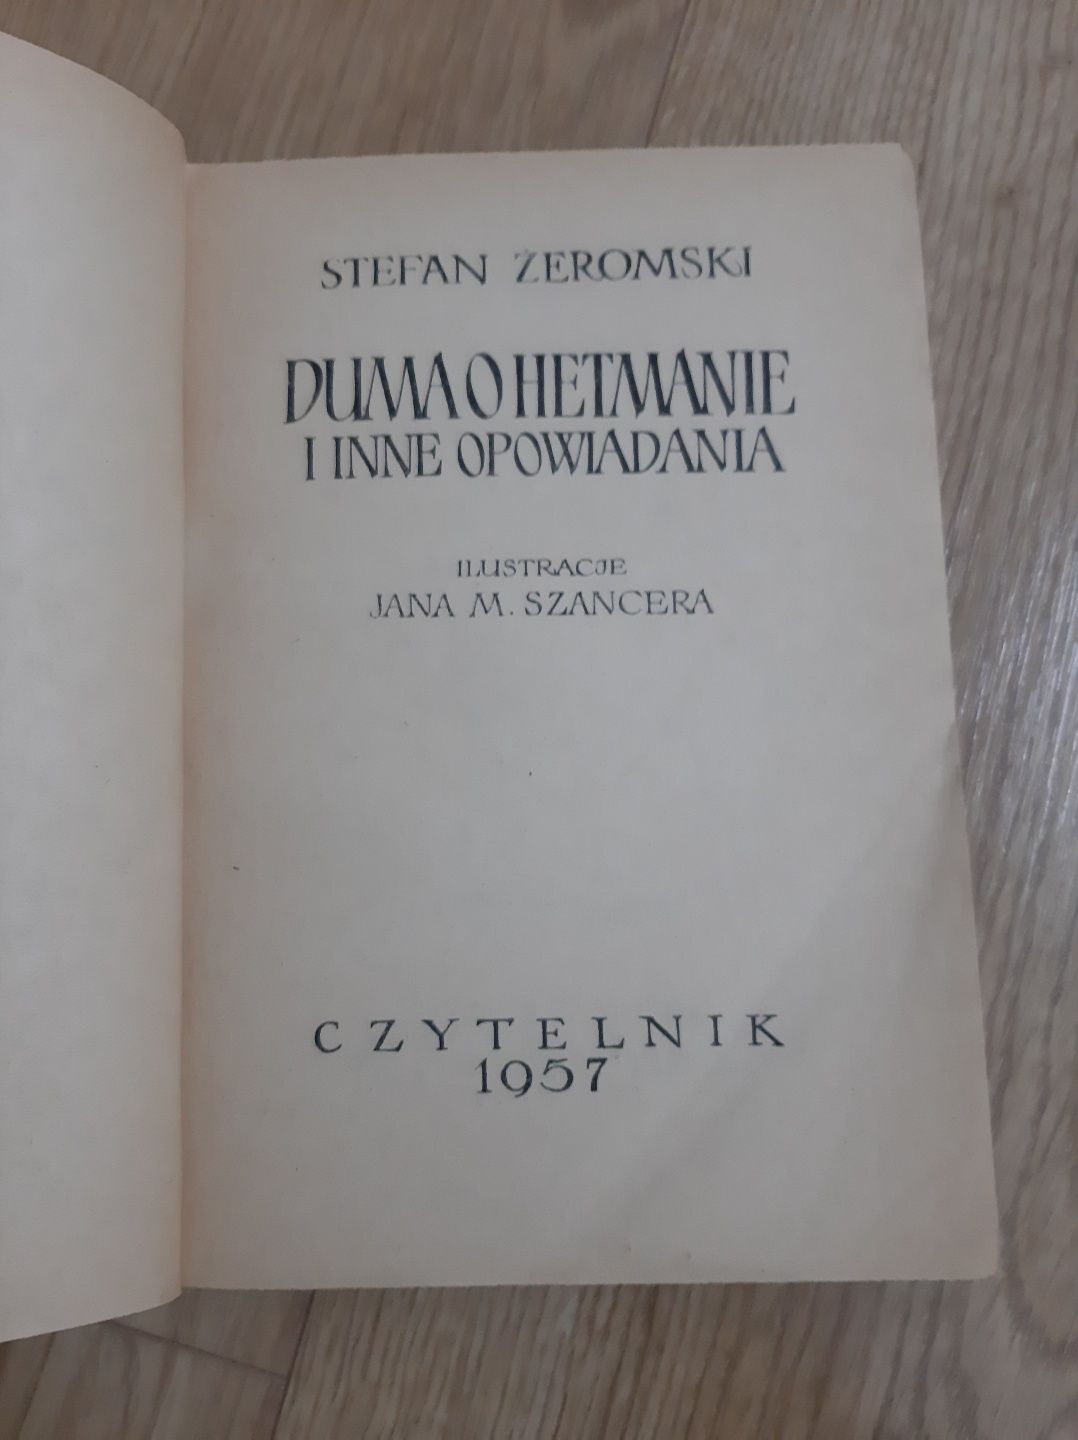 STEFAN ŻEROMSKI
DUMA O HETMANIE
I INNE OPOWIADANIA
ILUSTRACJE
JANA M. SZANCERA
CZYTELNIK
1957